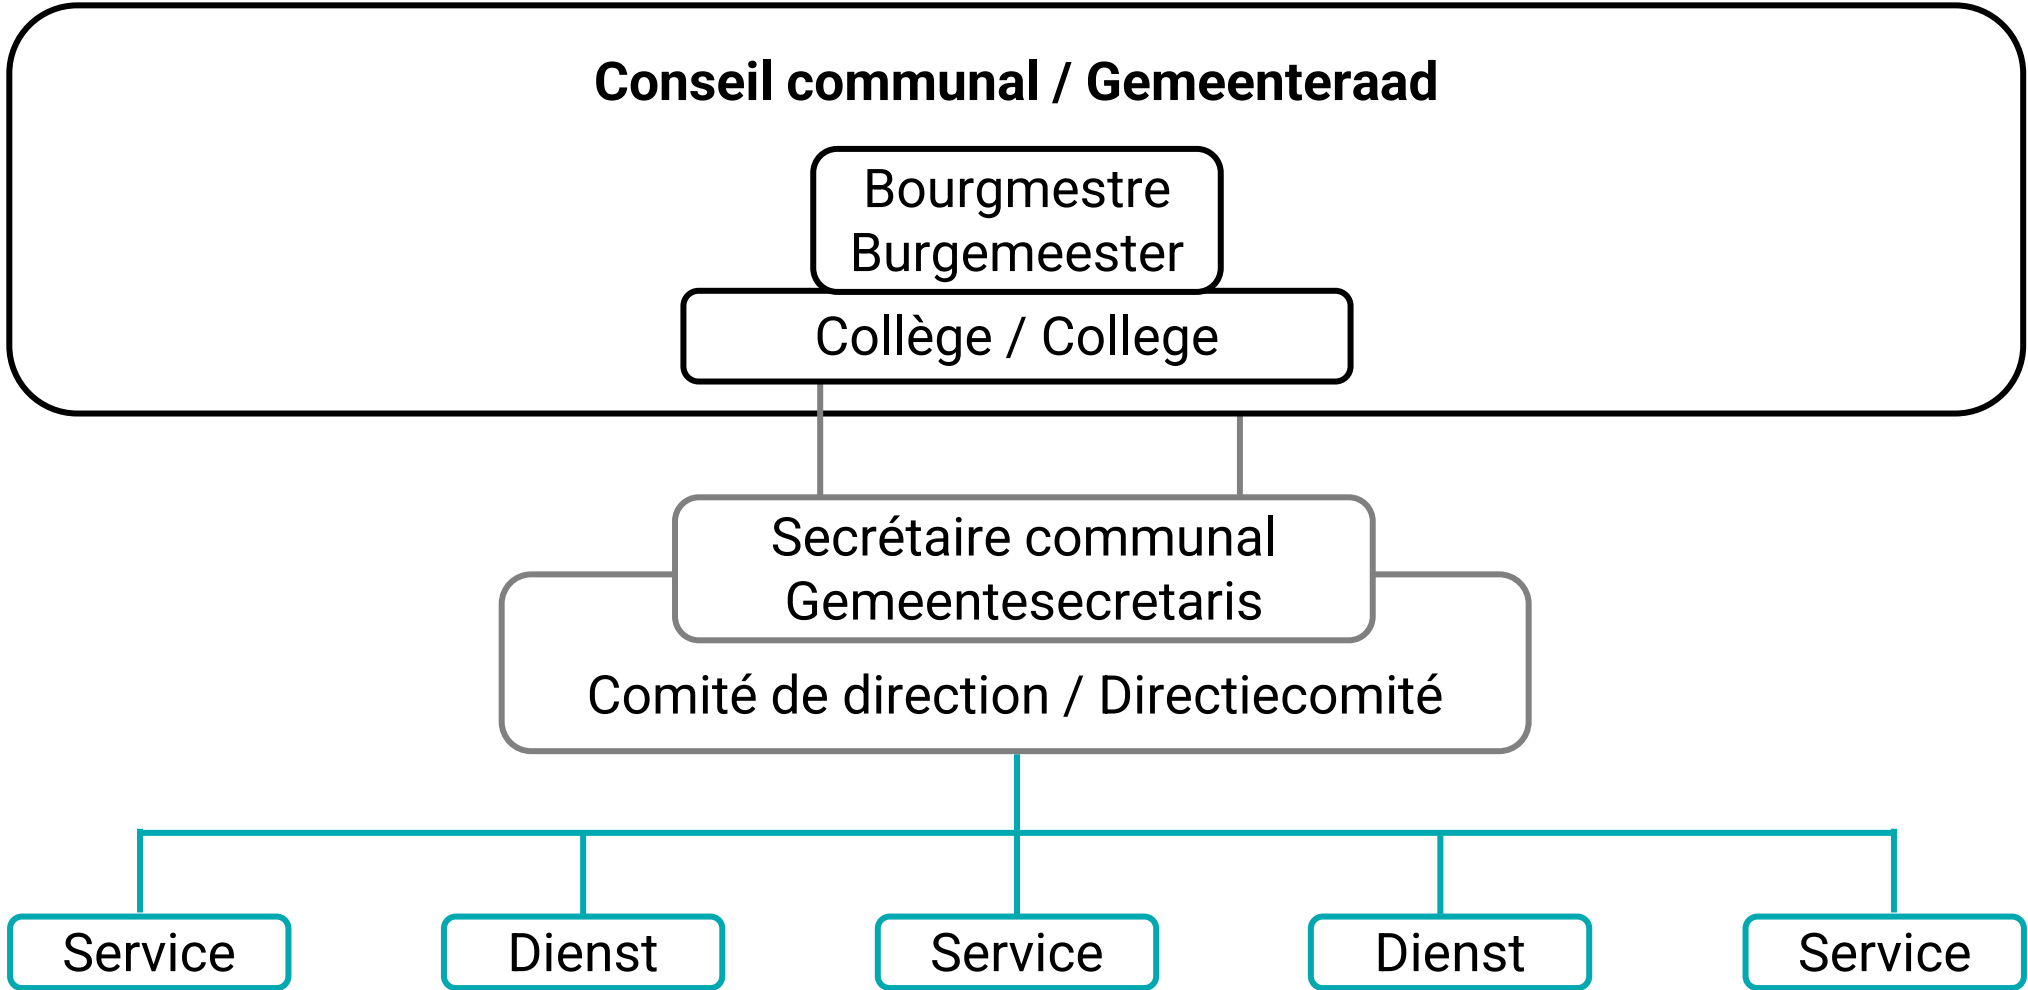 Conseil communal / Gemeenteraad
Bourgmestre
Burgemeester
Collège / College
Secrétaire communal
Gemeentesecretaris
Comité de direction / Directiecomité
Service
Dienst
Service
Dienst
Service